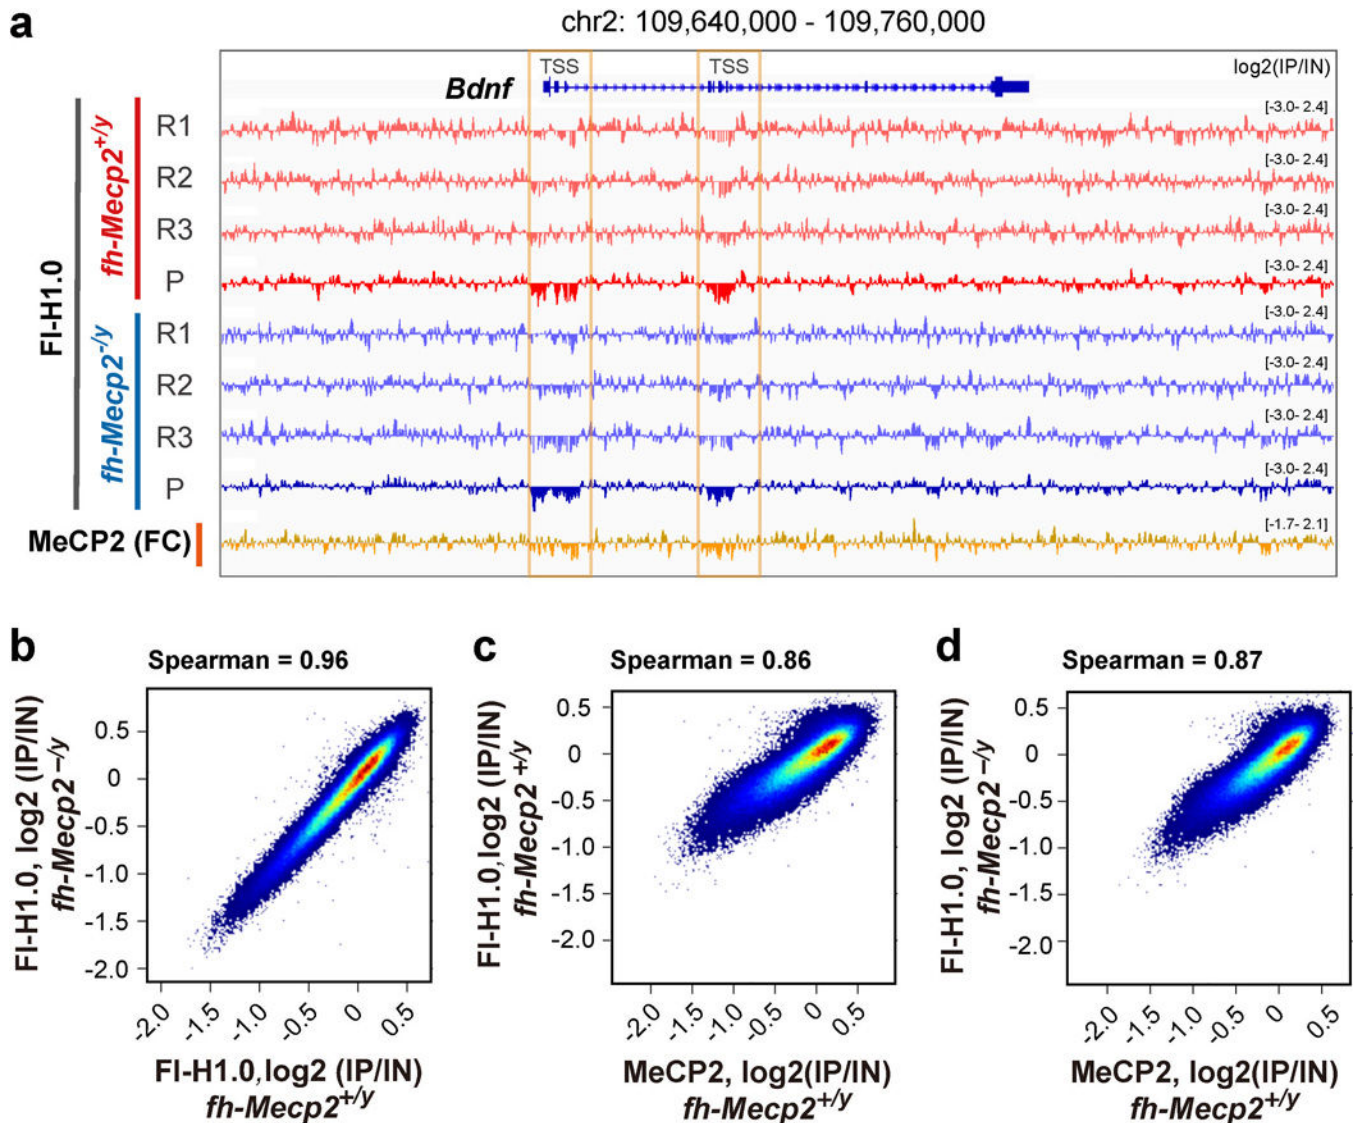 a
chr2: 109,640,000 - 109,760,000
TSS
TSS
log2(IP/IN)
Bdnf
Fl-H1.0
fh-Mecp2+/y
R1
[-3.0- 2.4]
R2
[-3.0- 2.4]
R3
[-3.0- 2.4]
P
[-3.0- 2.4]
fh-Mecp2-/y
R1
[-3.0- 2.4]
R2
[-3.0- 2.4]
R3
[-3.0- 2.4]
P
[-3.0- 2.4]
MeCP2 (FC)
[-1.7- 2.1]
b
Spearman = 0.96
Fl-H1.0, log2 (IP/IN)
fh-Mecp2−/y
0.5
0
-0.5
-1.0
-1.5
-2.0
-2.0
-1.5
-1.0
-0.5
0
0.5
Fl-H1.0,log2 (IP/IN)
fh-Mecp2+/y
c
Spearman = 0.86
Fl-H1.0,log2 (IP/IN)
fh-Mecp2 +/y
0.5
0
-0.5
-1.0
-1.5
-2.0
-2.0
-1.5
-1.0
-0.5
0
0.5
MeCP2, log2(IP/IN)
fh-Mecp2+/y
d
Spearman = 0.87
Fl-H1.0, log2 (IP/IN)
fh-Mecp2−/y
0.5
0
-0.5
-1.0
-1.5
-2.0
-2.0
-1.5
-1.0
-0.5
0
0.5
MeCP2, log2(IP/IN)
fh-Mecp2+/y